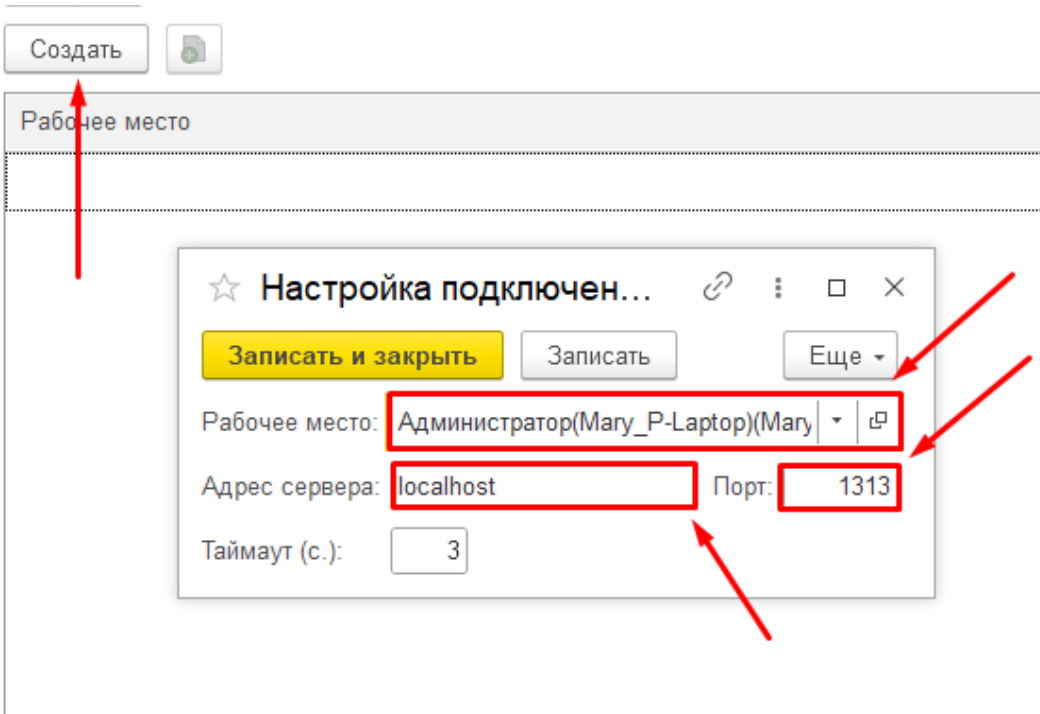 Создать
Рабочее место
Настройка подключен...
Записать и закрыть Записать Еще
Рабочее место: Администратор(Mary_P-Laptop)(Mary
Адрес сервера: localhost Порт: 1313
Таймаут (с.): 3